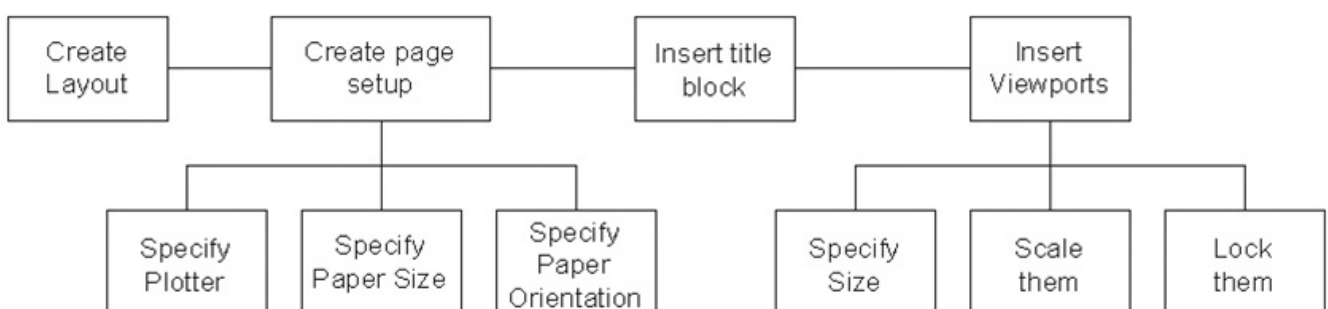 Create
Layout
Create page
setup
Insert title
block
Insert
Viewports
Specify
Plotter
Specify
Paper Size
Specify
Paper
Orientation
Specify
Size
Scale
them
Lock
them